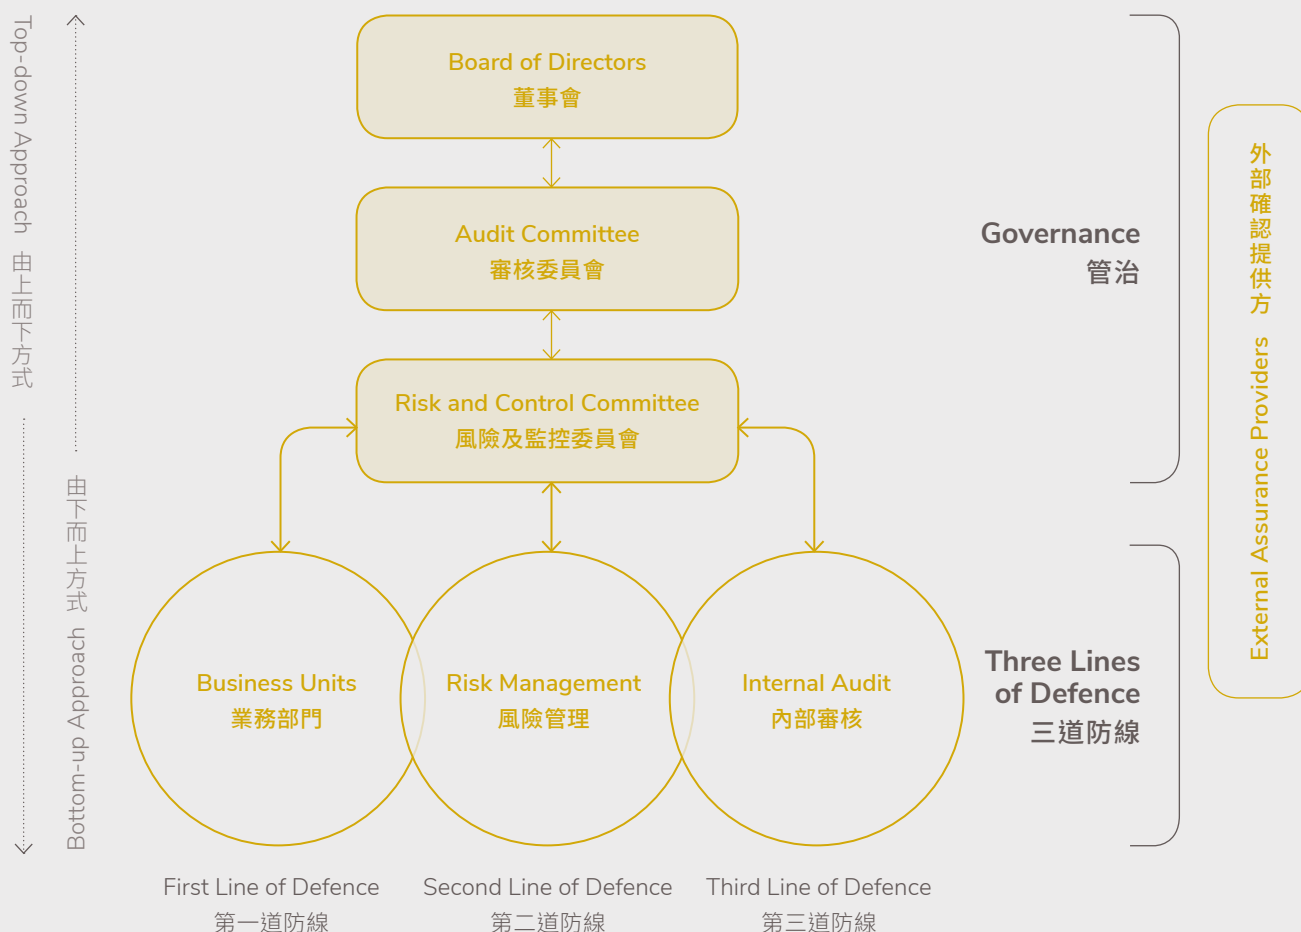 Top-down Approach 由上而下方式
由下而上方式 Bottom-up Approach
Board of Directors
董事會
Audit Committee
審核委員會
Risk and Control Committee
風險及監控委員會
Governance
管治
外部確認提供方 External Assurance Providers
Business Units
業務部門
Risk Management
風險管理
Internal Audit
內部審核
Three Lines
of Defence
三道防線
First Line of Defence
第一道防線
Second Line of Defence
第二道防線
Third Line of Defence
第三道防線